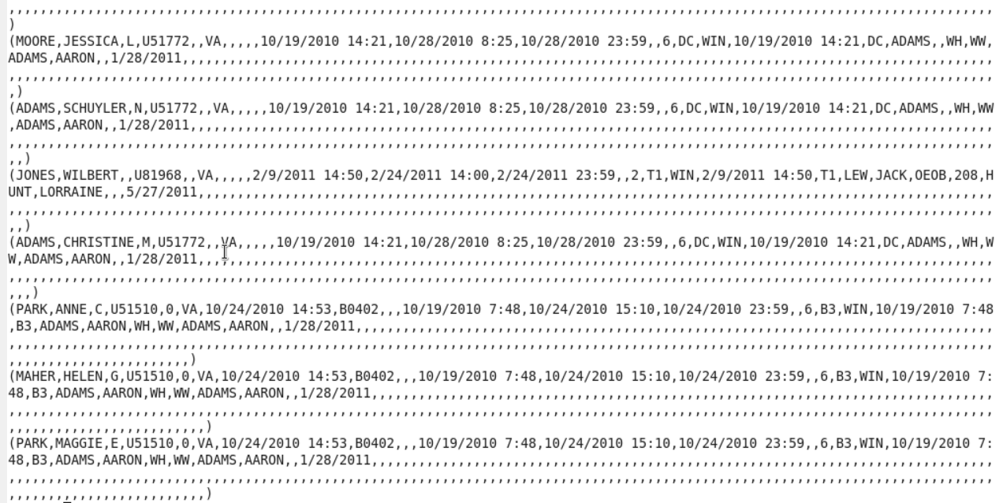 ,,,,,,,,,,,,,,,,,,,,,,,,,,,,,,,,,,,,,,,,,,,,,,,,,,,,,,,,,,,,,,,,,,,,,,,,,,,,,,,,,,,,,,,,,,,,,,,,,,,,,,,,,,,,,,,,,,,,,,,,,,,,,
)
(MOORE,JESSICA,L,U51772,,VA,,,,,10/19/2010 14:21,10/28/2010 8:25,10/28/2010 23:59,,6,DC,WIN,10/19/2010 14:21,DC,ADAMS,,WH,WW,
ADAMS,AARON,,1/28/2011,,,,,,,,,,,,,,,,,,,,,,,,,,,,,,,,,,,,,,,,,,,,,,,,,,,,,,,,,,,,,,,,,,,,,,,,,,,,,,,,,,,,,,,,,,,,,,,,,,,,,,,
,,,,,,,,,,,,,,,,,,,,,,,,,,,,,,,,,,,,,,,,,,,,,,,,,,,,,,,,,,,,,,,,,,,,,,,,,,,,,,,,,,,,,,,,,,,,,,,,,,,,,,,,,,,,,,,,,,,,,,,,,,,,,
,)
(ADAMS,SCHUYLER,N,U51772,,VA,,,,,10/19/2010 14:21,10/28/2010 8:25,10/28/2010 23:59,,6,DC,WIN,10/19/2010 14:21,DC,ADAMS,,WH,WW
,ADAMS,AARON,,1/28/2011,,,,,,,,,,,,,,,,,,,,,,,,,,,,,,,,,,,,,,,,,,,,,,,,,,,,,,,,,,,,,,,,,,,,,,,,,,,,,,,,,,,,,,,,,,,,,,,,,,,,,,
,,,,,,,,,,,,,,,,,,,,,,,,,,,,,,,,,,,,,,,,,,,,,,,,,,,,,,,,,,,,,,,,,,,,,,,,,,,,,,,,,,,,,,,,,,,,,,,,,,,,,,,,,,,,,,,,,,,,,,,,,,,,,
,,)
(JONES,WILBERT,,U81968,,VA,,,,,2/9/2011 14:50,2/24/2011 14:00,2/24/2011 23:59,,2,T1,WIN,2/9/2011 14:50,T1,LEW,JACK,OEOB,208,H
UNT,LORRAINE,,,5/27/2011,,,,,,,,,,,,,,,,,,,,,,,,,,,,,,,,,,,,,,,,,,,,,,,,,,,,,,,,,,,,,,,,,,,,,,,,,,,,,,,,,,,,,,,,,,,,,,,,,,,,,
,,,,,,,,,,,,,,,,,,,,,,,,,,,,,,,,,,,,,,,,,,,,,,,,,,,,,,,,,,,,,,,,,,,,,,,,,,,,,,,,,,,,,,,,,,,,,,,,,,,,,,,,,,,,,,,,,,,,,,,,,,,,,
,,)
(ADAMS,CHRISTINE,M,U51772,,VA,,,,,10/19/2010 14:21,10/28/2010 8:25,10/28/2010 23:59,,6,DC,WIN,10/19/2010 14:21,DC,ADAMS,,WH,W
W,ADAMS,AARON,,1/28/2011,,,,,,,,,,,,,,,,,,,,,,,,,,,,,,,,,,,,,,,,,,,,,,,,,,,,,,,,,,,,,,,,,,,,,,,,,,,,,,,,,,,,,,,,,,,,,,,,,,,,,
,,,,,,,,,,,,,,,,,,,,,,,,,,,,,,,,,,,,,,,,,,,,,,,,,,,,,,,,,,,,,,,,,,,,,,,,,,,,,,,,,,,,,,,,,,,,,,,,,,,,,,,,,,,,,,,,,,,,,,,,,,,,,
,,,)
(PARK,ANNE,C,U51510,0,VA,10/24/2010 14:53,B0402,,,10/19/2010 7:48,10/24/2010 15:10,10/24/2010 23:59,,6,B3,WIN,10/19/2010 7:48
,B3,ADAMS,AARON,WH,WW,ADAMS,AARON,,1/28/2011,,,,,,,,,,,,,,,,,,,,,,,,,,,,,,,,,,,,,,,,,,,,,,,,,,,,,,,,,,,,,,,,,,,,,,,,,,,,,,,,,
,,,,,,,,,,,,,,,,,,,,,,,,,,,,,,,,,,,,,,,,,,,,,,,,,,,,,,,,,,,,,,,,,,,,,,,,,,,,,,,,,,,,,,,,,,,,,,,,,,,,,,,,,,,,,,,,,,,,,,,,,,,,,
,,,,,,,,,,,,,,,,,,,,,,,)
(MAHER,HELEN,G,U51510,0,VA,10/24/2010 14:53,B0402,,,10/19/2010 7:48,10/24/2010 15:10,10/24/2010 23:59,,6,B3,WIN,10/19/2010 7:
48,B3,ADAMS,AARON,WH,WW,ADAMS,AARON,,1/28/2011,,,,,,,,,,,,,,,,,,,,,,,,,,,,,,,,,,,,,,,,,,,,,,,,,,,,,,,,,,,,,,,,,,,,,,,,,,,,,,,
,,,,,,,,,,,,,,,,,,,,,,,,,,,,,,,,,,,,,,,,,,,,,,,,,,,,,,,,,,,,,,,,,,,,,,,,,,,,,,,,,,,,,,,,,,,,,,,,,,,,,,,,,,,,,,,,,,,,,,,,,,,,,
,,,,,,,,,,,,,,,,,,,,,,,,,)
(PARK,MAGGIE,E,U51510,0,VA,10/24/2010 14:53,B0402,,,10/19/2010 7:48,10/24/2010 15:10,10/24/2010 23:59,,6,B3,WIN,10/19/2010 7:
48,B3,ADAMS,AARON,WH,WW,ADAMS,AARON,,1/28/2011,,,,,,,,,,,,,,,,,,,,,,,,,,,,,,,,,,,,,,,,,,,,,,,,,,,,,,,,,,,,,,,,,,,,,,,,,,,,,,,
,,,,,,,,,,,,,,,,,,,,,,,,,,,,,,,,,,,,,,,,,,,,,,,,,,,,,,,,,,,,,,,,,,,,,,,,,,,,,,,,,,,,,,,,,,,,,,,,,,,,,,,,,,,,,,,,,,,,,,,,,,,,,
,,,,,,,,,,,,,,,,,,,,,,,,,)